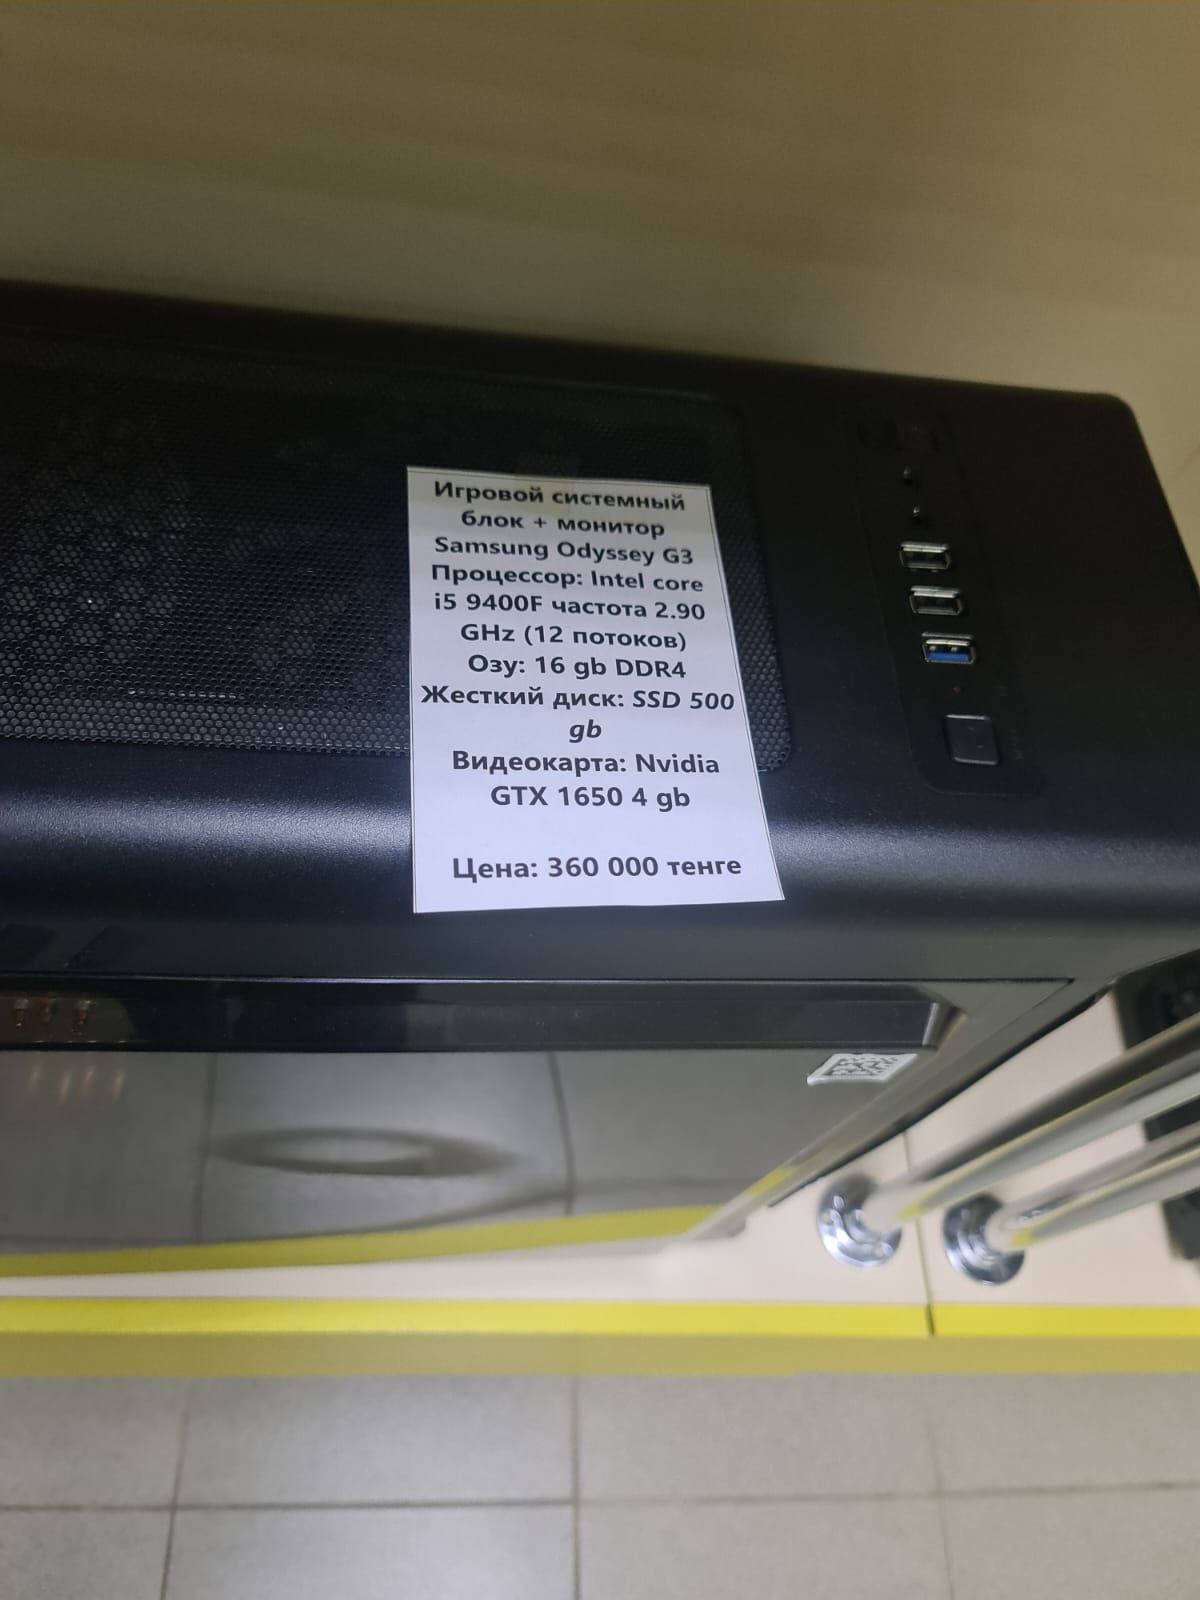 Игровой системный
блок + монитор
Samsung Odyssey G3
Процессор: Intel core
i5 9400F частота 2.90
GHz (12 потоков)
Озу: 16 gb DDR4
Жесткий диск: SSD 500
gb
Видеокарта: Nvidia
GTX 1650 4 gb
Цена: 360 000 тенге